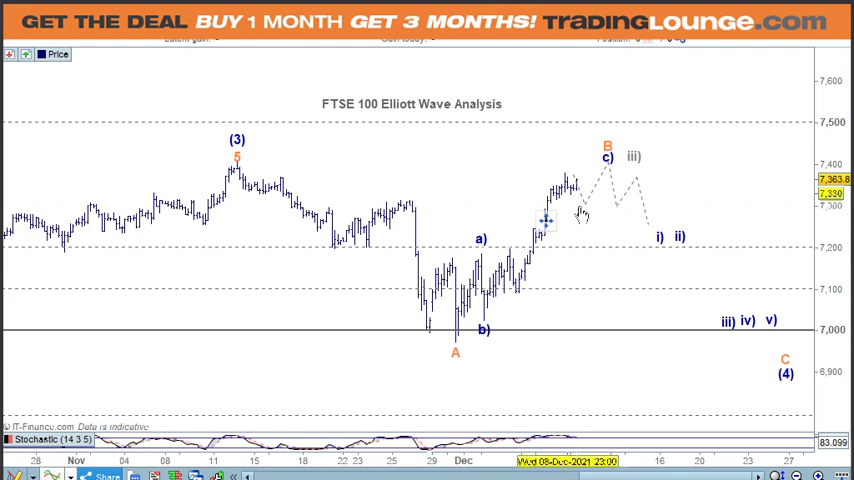 GET THE DEAL BUY 1 MONTH GET 3 MONTHS! TRADINGLOUNGE.com
Price
7,600
FTSE 100 Elliott Wave Analysis
7,500
(3)
5
B
c)
iii)
7,400
7,363.8
7,330
7,300
a)
i)
ii)
7,200
7,100
b)
iii)
iv)
v)
7,000
A
C
(4)
6,900
© IT-Finance.com Data is indicative
Stochastic (14 3 5)
83.099
28
Nov
04
08
11
15
18
22 23
25
29
Dec
Wed 08-Dec-2021 23:00
16
20
22
27
Share